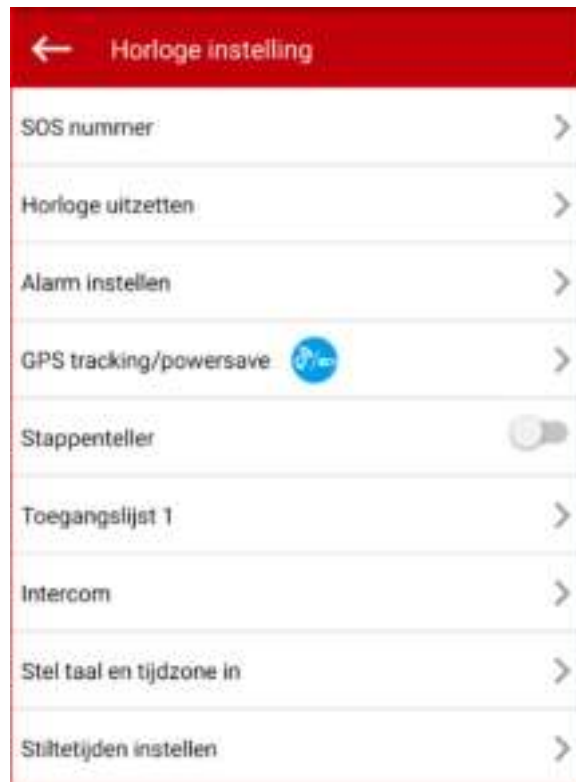 Horloge instelling
SOS nummer
Horloge uitzetten
Alarm instellen
GPS tracking/powersave
Stappenteller
Toegangslijst 1
Intercom
Stel taal en tijdzone in
Stiltetijden instellen